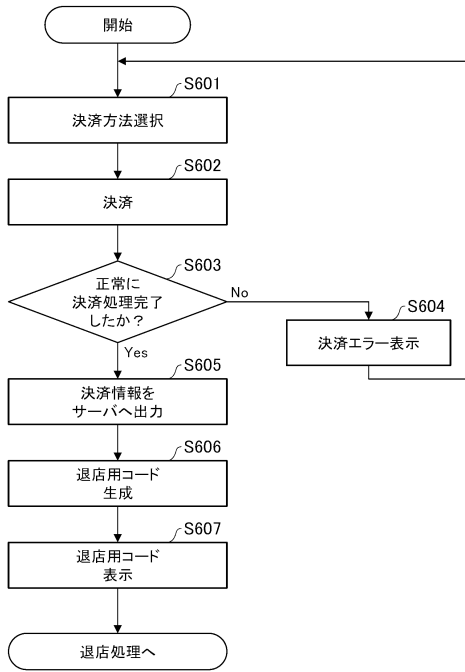 開始
S601
決済方法選択
S602
決済
S603
正常に
決済処理完了
したか？
No
Yes
S604
決済エラー表示
S605
決済情報を
サーバへ出力
S606
退店用コード
生成
S607
退店用コード
表示
退店処理へ